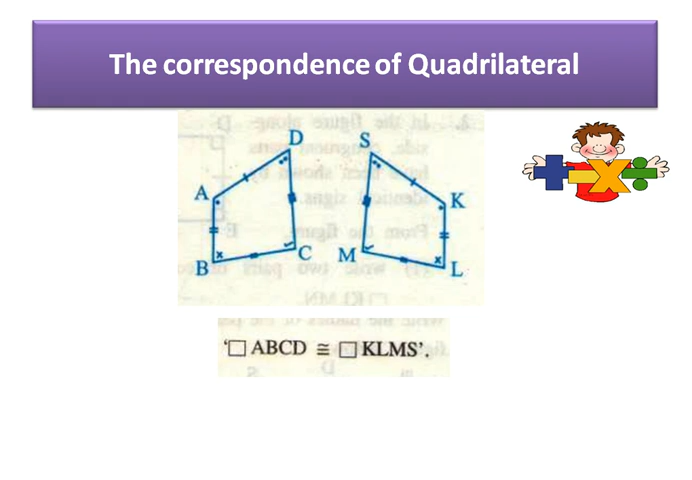 The correspondence of Quadrilateral
D S
A K
B C M L
'□ ABCD ≅ □ KLMS'.